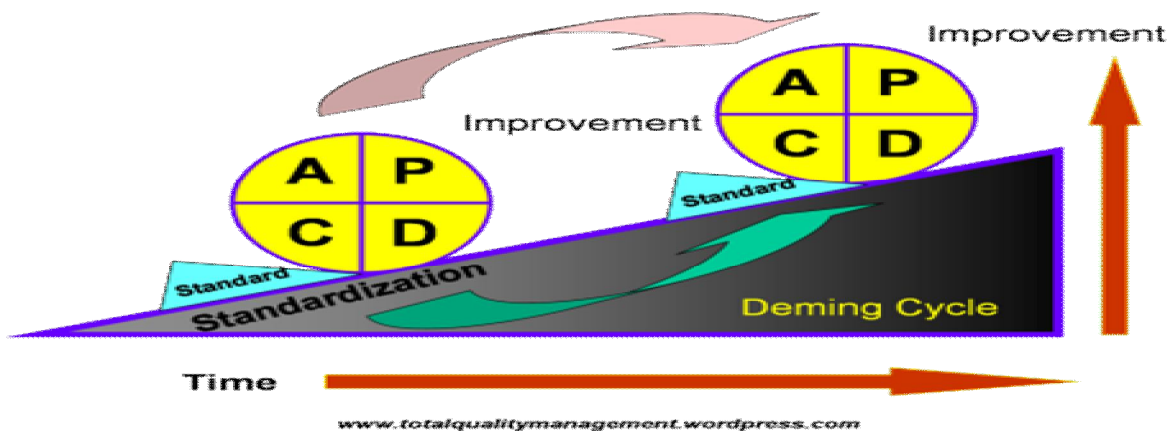 Improvement
A P
C D
Improvement
A P
C D
Standard
Standard
Standardization
Deming Cycle
Time
www.totalqualitymanagement.wordpress.com